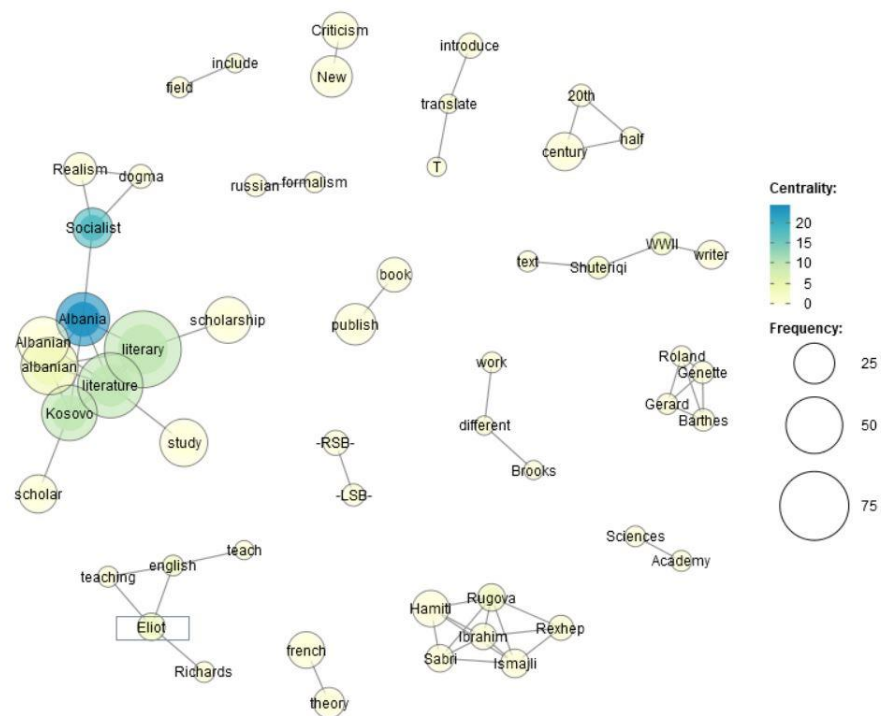 Criticism
New
include
field
introduce
translate
T
20th
century
half
Realism
dogma
russian
formalism
Socialist
WWII
writer
text
Shuteriqi
book
publish
Albania
Albanian
albanian
literary
literature
Kosovo
scholarship
study
scholar
work
different
Brooks
Roland
Genette
Gerard
Barthes
-RSB-
-LSB-
Sciences
Academy
teach
english
teaching
Eliot
Richards
french
theory
Hamiti
Rugova
Ibrahim
Rexhep
Sabri
Ismajli
Centrality:
20
15
10
5
0
Frequency:
25
50
75